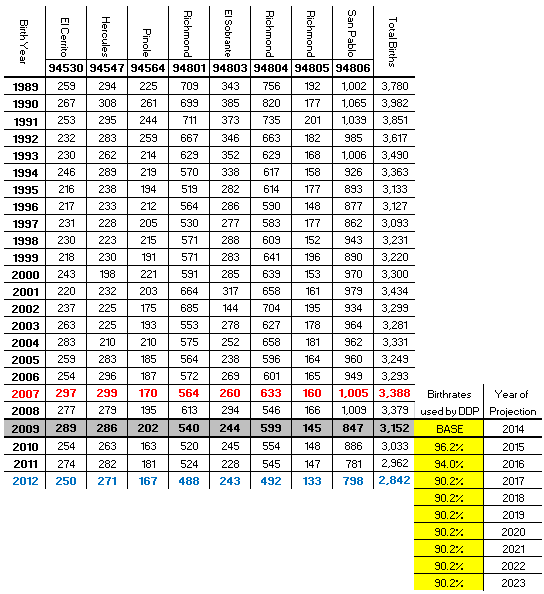 Birth Year El Cerrito Hercules Pinole Richmond El Sobrante Richmond Richmond San Pablo Total Births
94530 94547 94564 94801 94803 94804 94805 94806
1989 259 294 225 709 343 756 192 1,002 3,780
1990 267 308 261 699 385 820 177 1,065 3,982
1991 253 295 244 711 373 735 201 1,039 3,851
1992 232 283 259 667 346 663 182 985 3,617
1993 230 262 214 629 352 629 168 1,006 3,490
1994 246 289 219 570 338 617 158 926 3,363
1995 216 238 194 519 282 614 177 893 3,133
1996 217 233 212 564 286 590 148 877 3,127
1997 231 228 205 530 277 583 177 862 3,093
1998 230 223 215 571 288 609 152 943 3,231
1999 218 230 191 571 283 641 196 890 3,220
2000 243 198 221 591 285 639 153 970 3,300
2001 220 232 203 664 317 658 161 979 3,434
2002 237 225 175 685 144 704 195 934 3,299
2003 263 225 193 553 278 627 178 964 3,281
2004 283 210 210 575 252 658 181 962 3,331
2005 259 283 185 564 238 596 164 960 3,249
2006 254 296 187 572 269 601 165 949 3,293
2007 297 299 170 564 260 633 160 1,005 3,388 Birthrates Year of
2008 277 279 195 613 294 546 166 1,009 3,379 used by DDP Projection
2009 289 286 202 540 244 599 145 847 3,152 BASE 2014
2010 254 263 163 520 245 554 148 886 3,033 96.2% 2015
2011 274 282 181 524 228 545 147 781 2,962 94.0% 2016
2012 250 271 167 488 243 492 133 798 2,842 90.2% 2017
90.2% 2018
90.2% 2019
90.2% 2020
90.2% 2021
90.2% 2022
90.2% 2023